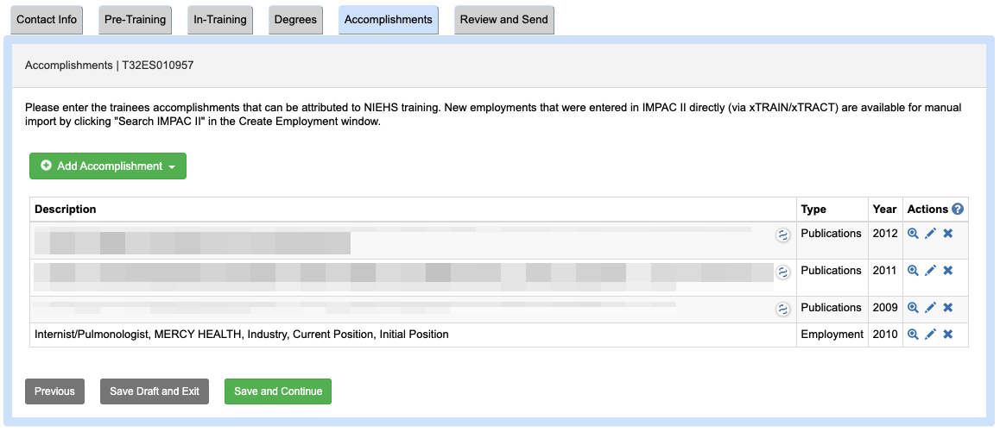 Contact Info Pre-Training In-Training Degrees Accomplishments Review and Send
Accomplishments | T32ES010957
Please enter the trainees accomplishments that can be attributed to NIEHS training. New employments that were entered in IMPAC II directly (via xTRAIN/xTRACT) are available for manual
import by clicking "Search IMPAC II" in the Create Employment window.
Add Accomplishment
Description Type Year Actions
Publications 2012
Publications 2011
Publications 2009
Internist/Pulmonologist, MERCY HEALTH, Industry, Current Position, Initial Position Employment 2010
Previous Save Draft and Exit Save and Continue